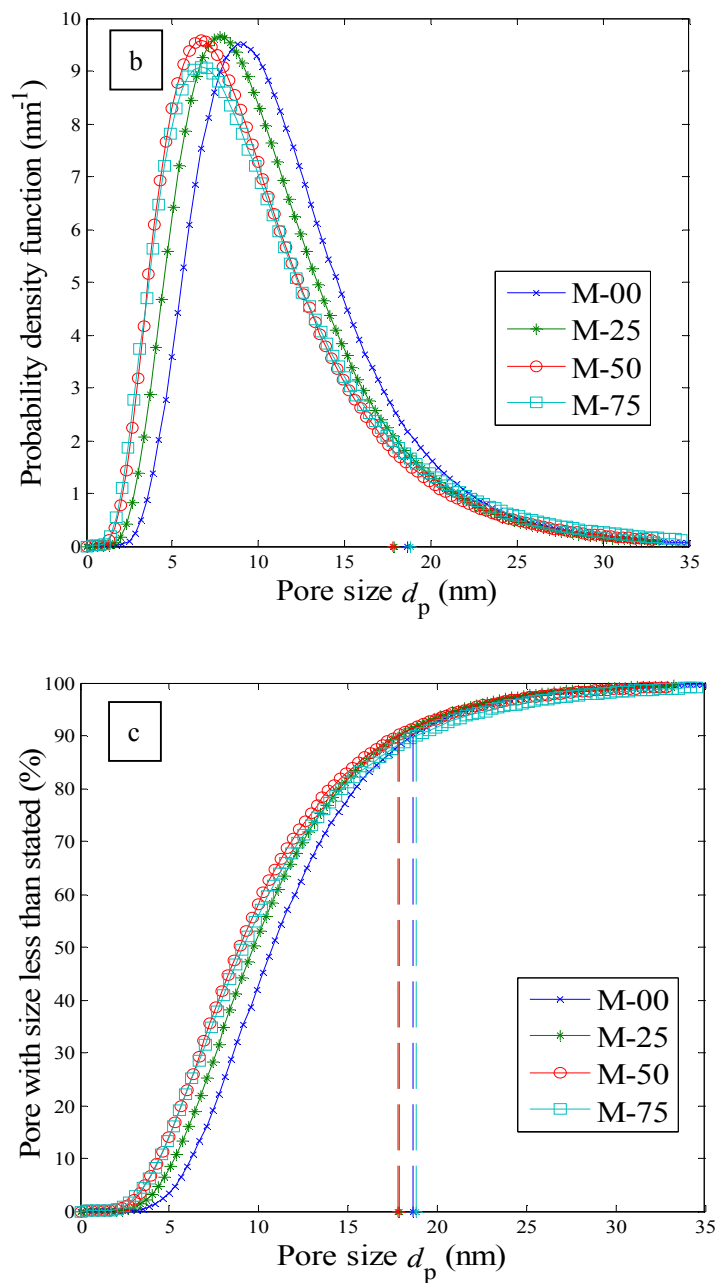 b
Probability density function (nm-1)
10
9
8
7
6
5
4
3
2
1
0
M-00
M-25
M-50
M-75
0 5 10 15 20 25 30 35
Pore size dp (nm)
c
Pore with size less than stated (%)
100
90
80
70
60
50
40
30
20
10
0
M-00
M-25
M-50
M-75
0 5 10 15 20 25 30 35
Pore size dp (nm)